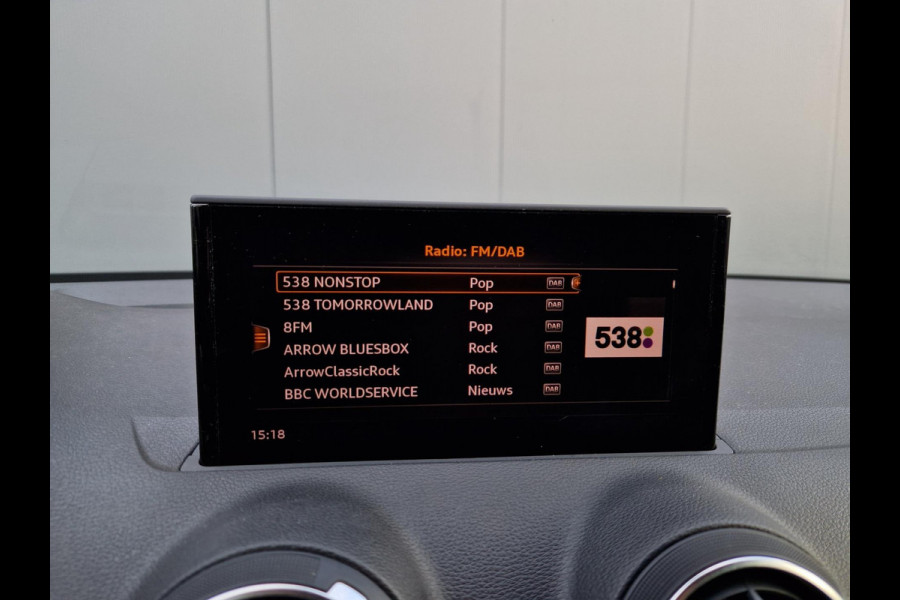 Radio: FM/DAB
538 NONSTOP Pop DAB
538 TOMORROWLAND Pop DAB
8FM Pop DAB
538
ARROW BLUESBOX Rock DAB
ArrowClassicRock Rock DAB
BBC WORLDSERVICE Nieuws DAB
15:18